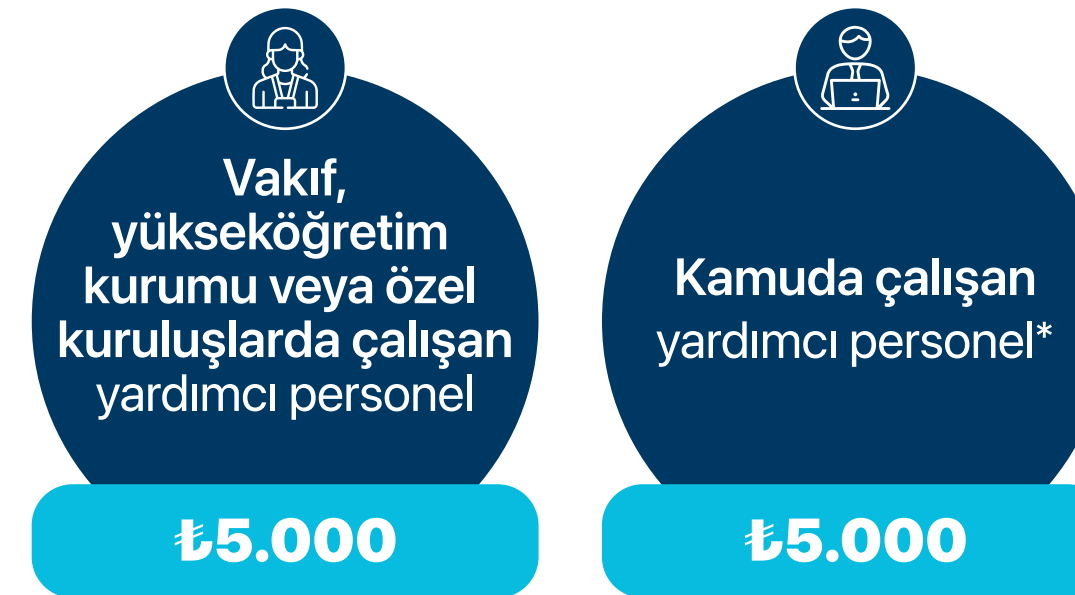 Vakıf,
yükseköğretim
kurumu veya özel
kuruluşlarda çalışan
yardımcı personel
₺5.000
Kamuda çalışan
yardımcı personel*
₺5.000